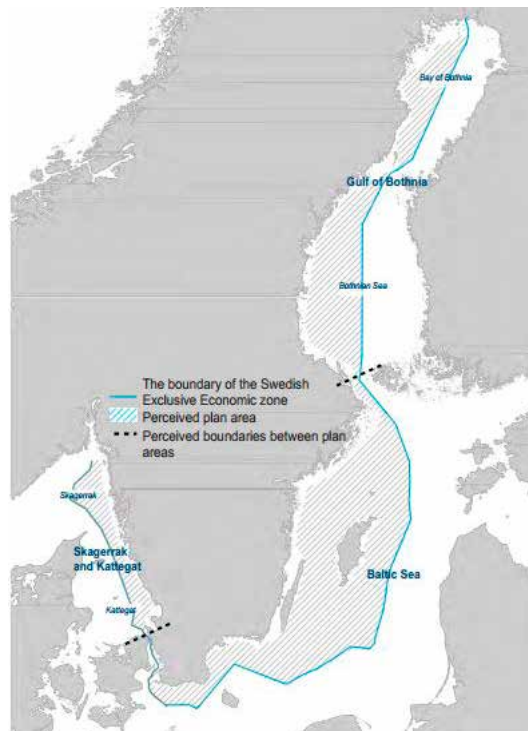 Bay of Bothnia
Gulf of Bothnia
Bothnian Sea
The boundary of the Swedish
Exclusive Economic zone
Perceived plan area
Perceived boundaries between plan
areas
Skagerrak
Skagerrak
and Kattegat
Baltic Sea
Kattegat